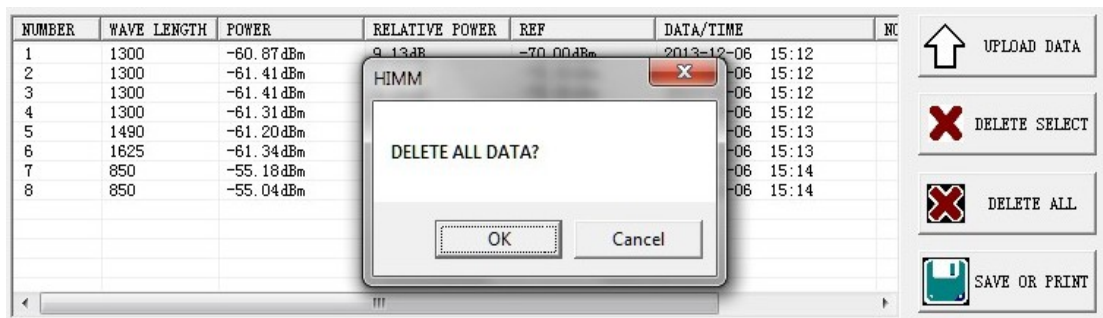 NUMBER WAVE LENGTH POWER RELATIVE POWER REF DATA/TIME
1 1300 -60.87dBm 9.13dB -70.00dBm 2013-12-06 15:12
2 1300 -61.41dBm -06 15:12
3 1300 -61.41dBm -06 15:12
4 1300 -61.31dBm -06 15:12
5 1490 -61.20dBm -06 15:13
6 1625 -61.34dBm -06 15:13
7 850 -55.18dBm -06 15:14
8 850 -55.04dBm -06 15:14
HIMM
DELETE ALL DATA?
OK Cancel
UPLOAD DATA
DELETE SELECT
DELETE ALL
SAVE OR PRINT